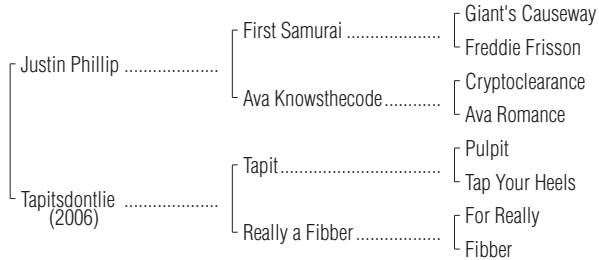 Giant's Causeway
First Samurai ....................
Freddie Frisson
Justin Phillip ....................
Cryptoclearance
Ava Knowsthecode............
Ava Romance
Pulpit
Tapit..................................
Tap Your Heels
Tapitsdontlie ....................
(2006)
For Really
Really a Fibber ..................
Fibber